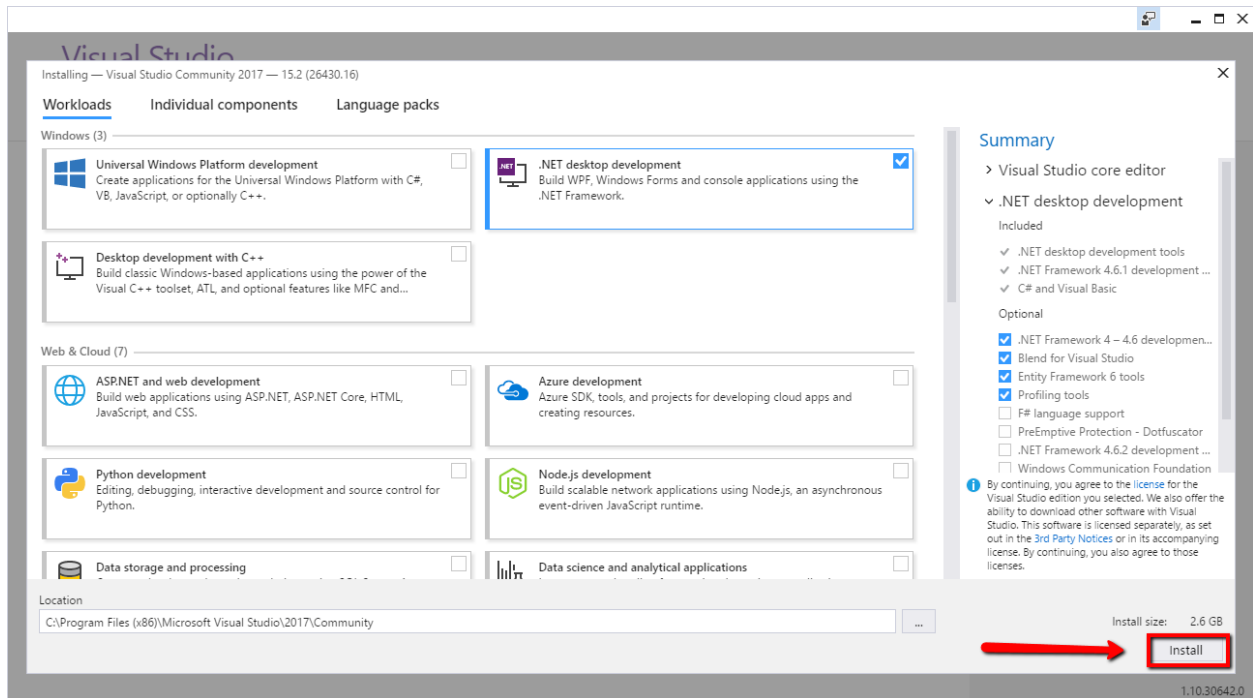 Visual Studio
Installing — Visual Studio Community 2017 — 15.2 (26430.16)
Workloads Individual components Language packs
Windows (3)
Universal Windows Platform development
Create applications for the Universal Windows Platform with C#,
VB, JavaScript, or optionally C++.
.NET
.NET desktop development
Build WPF, Windows Forms and console applications using the
.NET Framework.
Desktop development with C++
Build classic Windows-based applications using the power of the
Visual C++ toolset, ATL, and optional features like MFC and...
Web & Cloud (7)
ASP.NET and web development
Build web applications using ASP.NET, ASP.NET Core, HTML,
JavaScript, and CSS.
Azure development
Azure SDK, tools, and projects for developing cloud apps and
creating resources.
Python development
Editing, debugging, interactive development and source control for
Python.
JS
Node.js development
Build scalable network applications using Node.js, an asynchronous
event-driven JavaScript runtime.
Data storage and processing
Data science and analytical applications
Summary
Visual Studio core editor
.NET desktop development
Included
.NET desktop development tools
.NET Framework 4.6.1 development ...
C# and Visual Basic
Optional
.NET Framework 4 – 4.6 developmen...
Blend for Visual Studio
Entity Framework 6 tools
Profiling tools
F# language support
PreEmptive Protection - Dotfuscator
.NET Framework 4.6.2 development ...
Windows Communication Foundation
By continuing, you agree to the license for the
Visual Studio edition you selected. We also offer the
ability to download other software with Visual
Studio. This software is licensed separately, as set
out in the 3rd Party Notices or in its accompanying
license. By continuing, you also agree to those
licenses.
Location
C:\Program Files (x86)\Microsoft Visual Studio\2017\Community
...
Install size: 2.6 GB
Install
1.10.30642.0